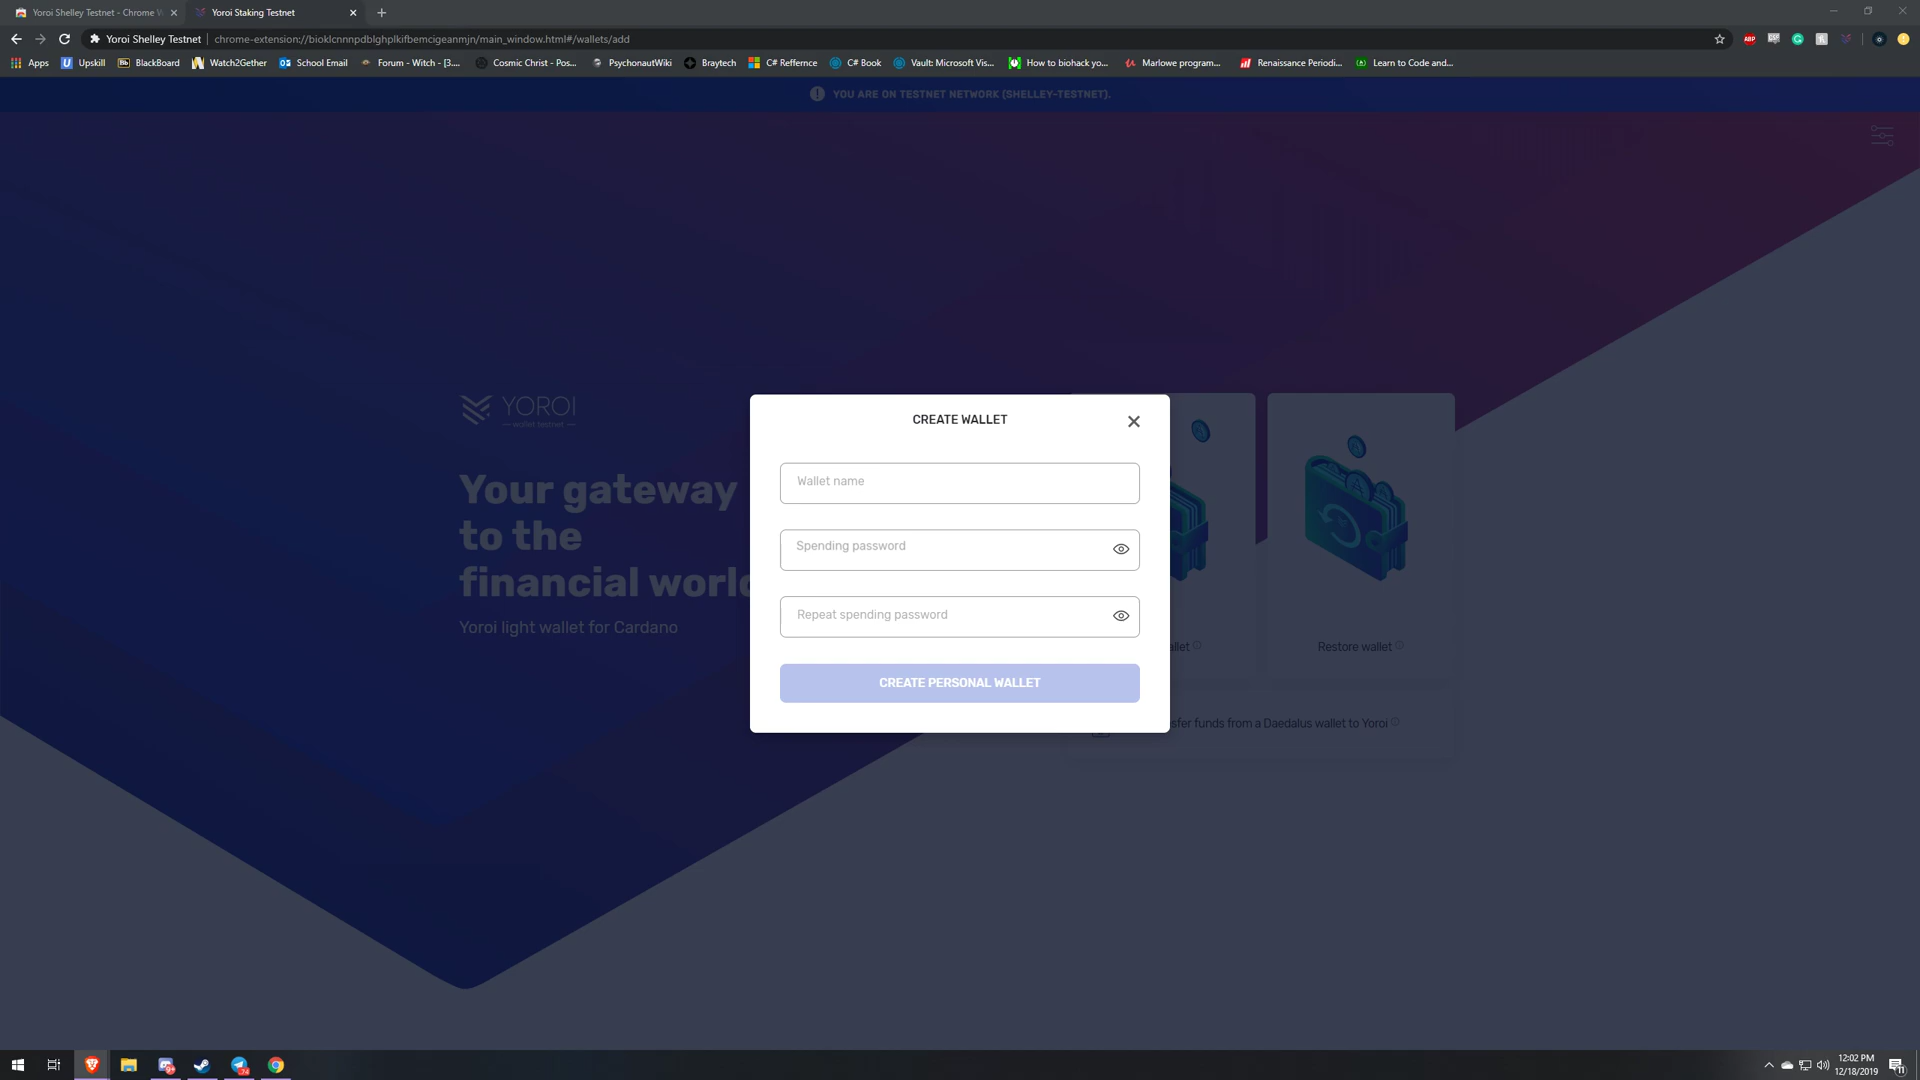 Yoroi Shelley Testnet - Chrome W
Yoroi Staking Testnet
Yoroi Shelley Testnet
chrome-extension://bioklcnnnpdblghplkifbemcigeanmjn/main_window.html#/wallets/add
ABP
Apps
Upskill
BlackBoard
Watch2Gether
School Email
Forum - Witch - [3....
Cosmic Christ - Pos...
PsychonautWiki
Braytech
C# Reffernce
C# Book
Vault: Microsoft Vis...
How to biohack yo...
Marlowe program...
Renaissance Periodi...
Learn to Code and...
YOU ARE ON TESTNET NETWORK (SHELLEY-TESTNET).
YOROI
wallet testnet
Your gateway
to the
financial world
Yoroi light wallet for Cardano
CREATE WALLET
Wallet name
Spending password
Repeat spending password
CREATE PERSONAL WALLET
allet
Restore wallet
sfer funds from a Daedalus wallet to Yoroi
12:02 PM
12/18/2019